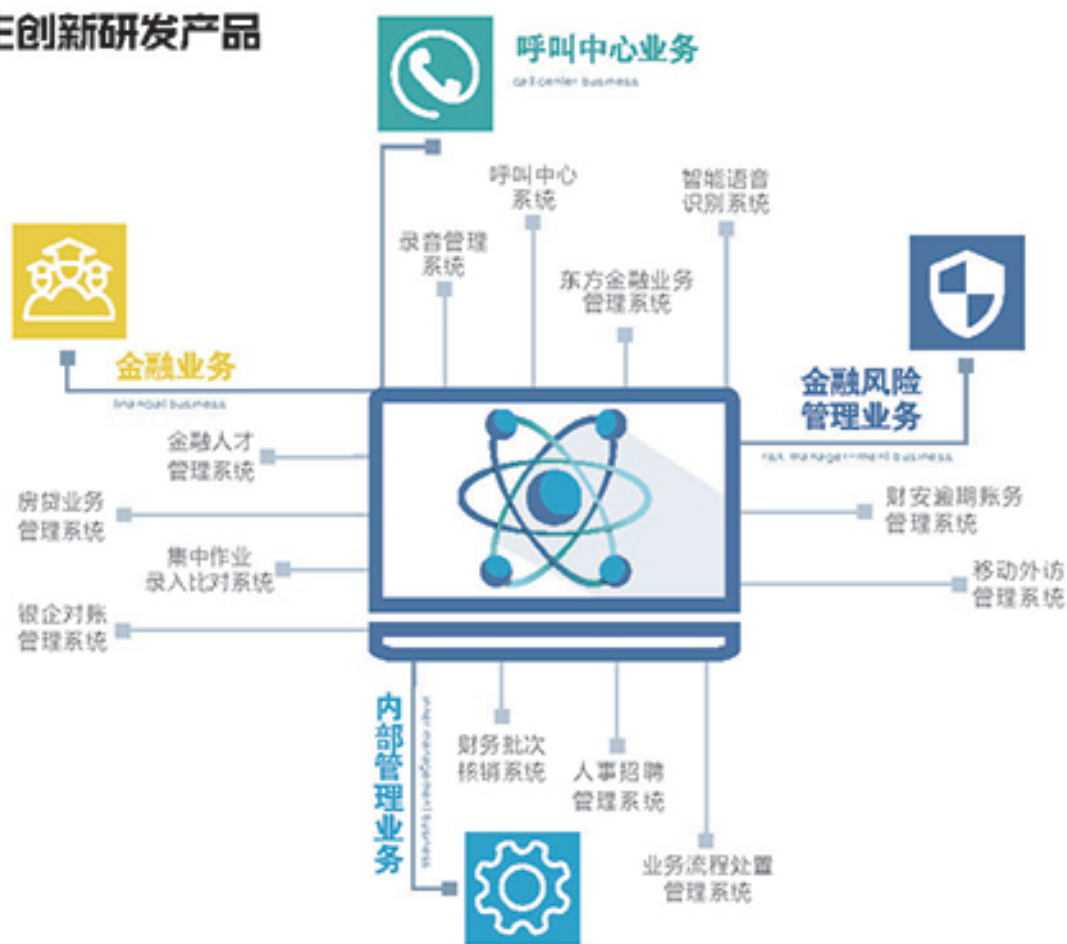 创新研发产品
呼叫中心业务
call center business
呼叫中心
系统
智能语音
识别系统
录音管理
系统
东方金融业务
管理系统
金融业务
financial business
金融风险
管理业务
risk management business
金融人才
管理系统
房贷业务
管理系统
集中作业
录入比对系统
银企对账
管理系统
财安逾期账务
管理系统
移动外访
管理系统
内部管理业务
财务批次
核销系统
人事招聘
管理系统
业务流程处置
管理系统